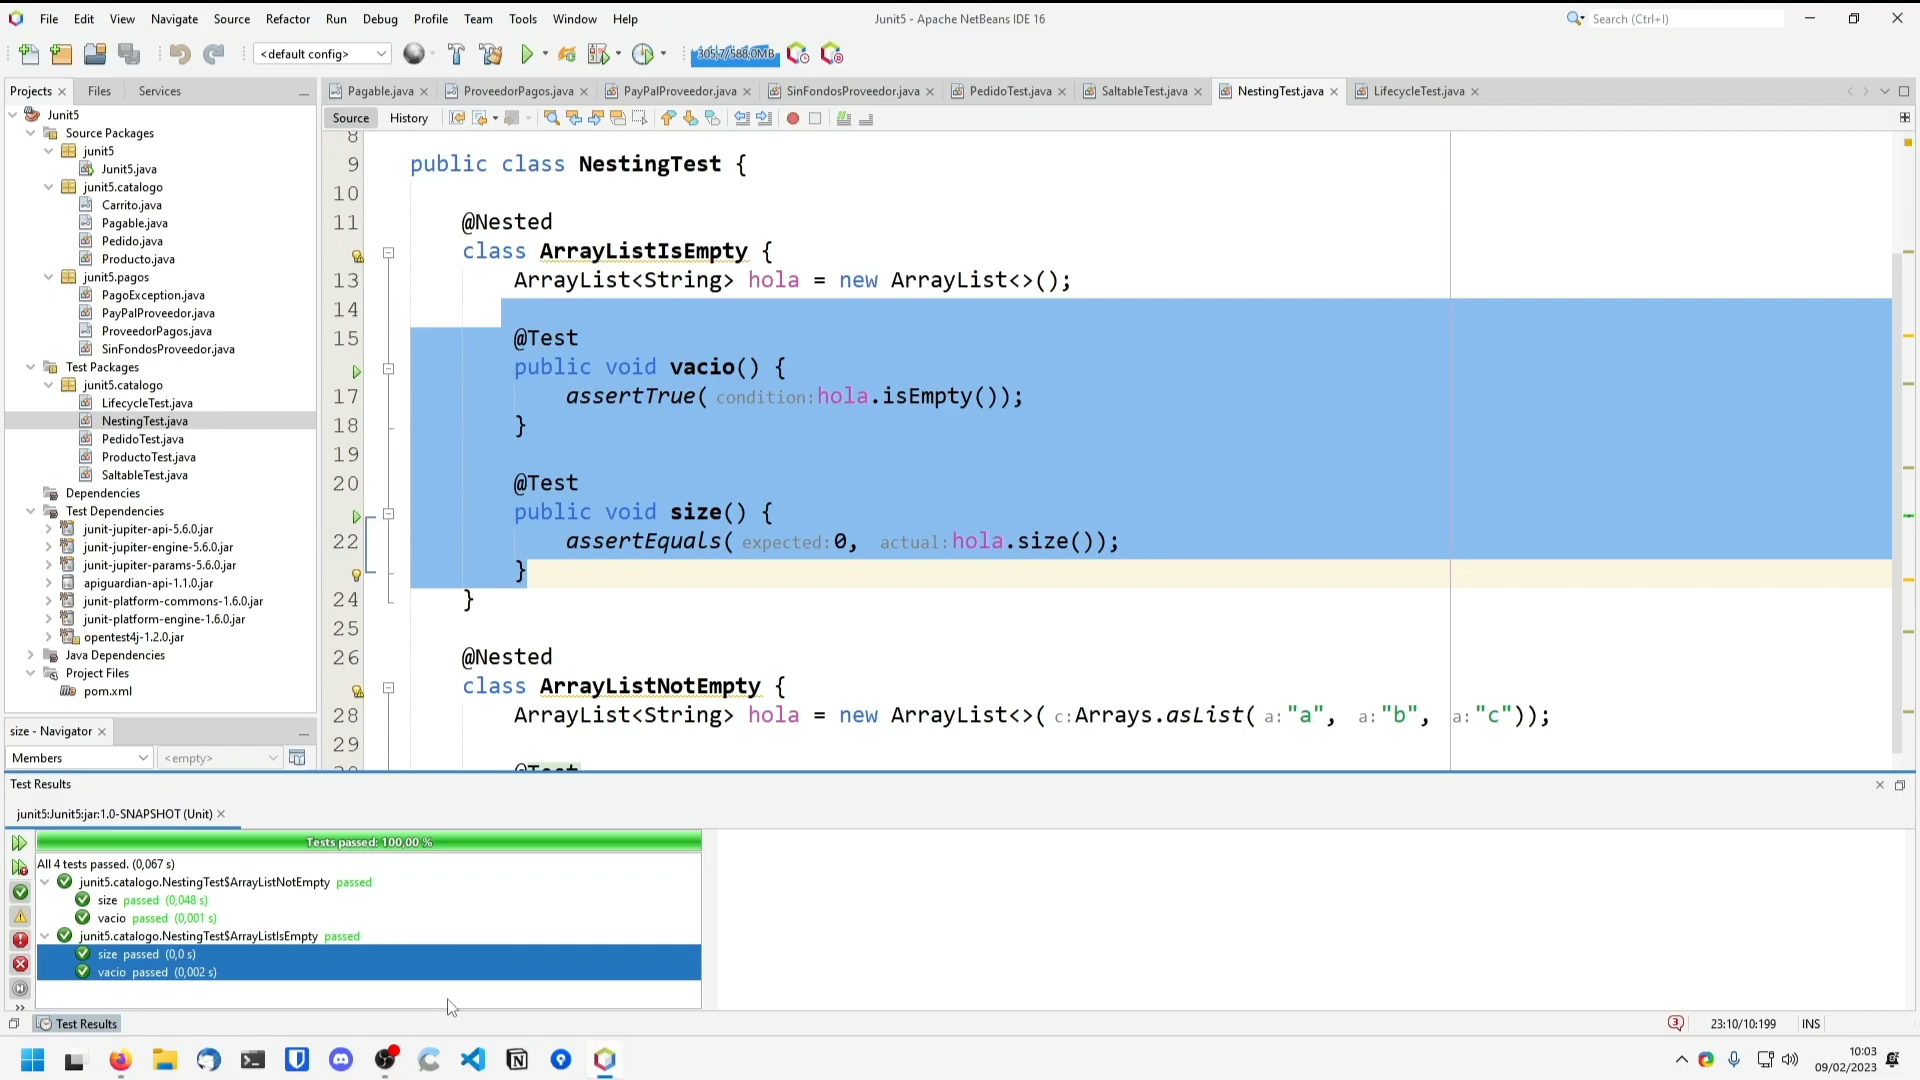 File Edit View Navigate Source Refactor Run Debug Profile Team Tools Window Help
Junit5 - Apache NetBeans IDE 16
Search (Ctrl+I)
<default config>
305,7/588,0MB
Projects
Files
Services
Junit5
Source Packages
junit5
Junit5.java
junit5.catalogo
Carrito.java
Pagable.java
Pedido.java
Producto.java
junit5.pagos
PagoException.java
PayPalProveedor.java
ProveedorPagos.java
SinFondosProveedor.java
Test Packages
junit5.catalogo
LifecycleTest.java
NestingTest.java
PedidoTest.java
ProductoTest.java
SaltableTest.java
Dependencies
Test Dependencies
junit-jupiter-api-5.6.0.jar
junit-jupiter-engine-5.6.0.jar
junit-jupiter-params-5.6.0.jar
apiguardian-api-1.1.0.jar
junit-platform-commons-1.6.0.jar
junit-platform-engine-1.6.0.jar
opentest4j-1.2.0.jar
Java Dependencies
Project Files
pom.xml
size - Navigator
Members
<empty>
Pagable.java
ProveedorPagos.java
PayPalProveedor.java
SinFondosProveedor.java
PedidoTest.java
SaltableTest.java
NestingTest.java
LifecycleTest.java
Source
History
8
9 public class NestingTest {
10
11 @Nested
class ArrayListIsEmpty {
13 ArrayList<String> hola = new ArrayList<>();
14
15 @Test
public void vacio() {
17 assertTrue( condition: hola.isEmpty());
18 }
19
20 @Test
public void size() {
22 assertEquals( expected: 0, actual: hola.size());
}
24 }
25
26 @Nested
class ArrayListNotEmpty {
28 ArrayList<String> hola = new ArrayList<>( c: Arrays.asList( a: "a", a: "b", a: "c"));
29
30 @Test
Test Results
junit5:Junit5:jar:1.0-SNAPSHOT (Unit)
Tests passed: 100,00 %
All 4 tests passed. (0,067 s)
junit5.catalogo.NestingTest$ArrayListNotEmpty passed
size passed (0,048 s)
vacio passed (0,001 s)
junit5.catalogo.NestingTest$ArrayListIsEmpty passed
size passed (0,0 s)
vacio passed (0,002 s)
Test Results
3
23:10/10:199
INS
10:03
09/02/2023